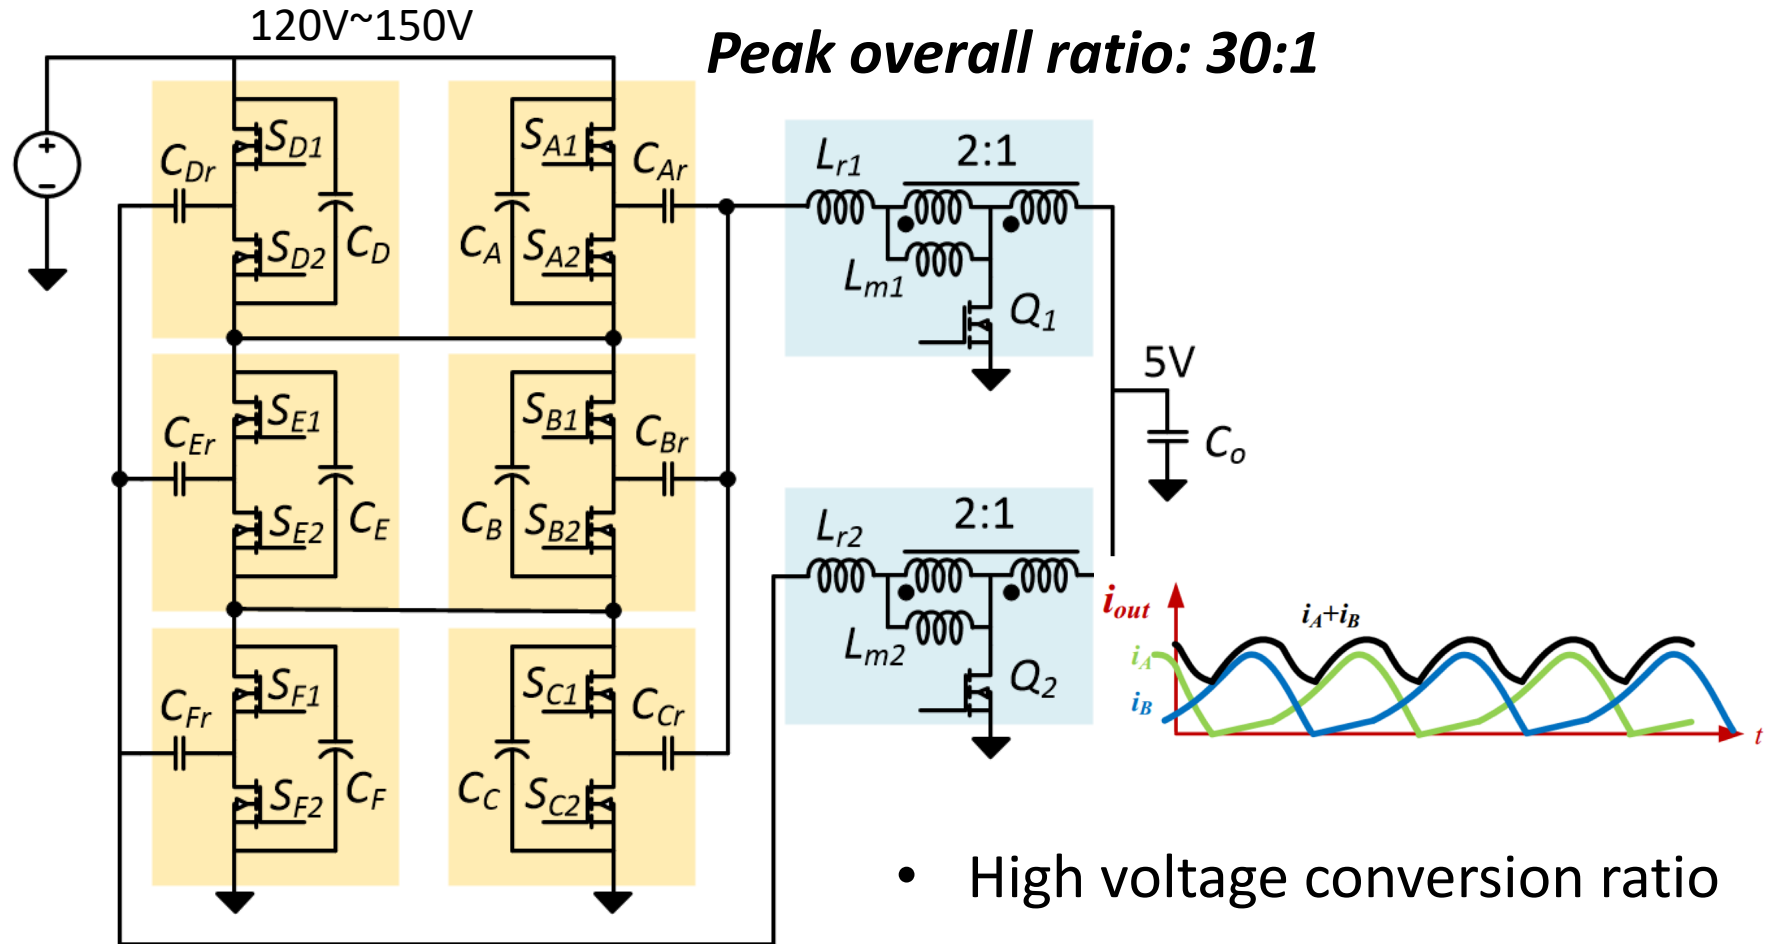 120V~150V
Peak overall ratio: 30:1
S_D1
C_Dr
S_D2
C_D
S_A1
C_Ar
C_A
S_A2
L_r1
2:1
L_m1
Q_1
5V
C_o
S_E1
C_Er
S_E2
C_E
S_B1
C_Br
C_B
S_B2
L_r2
2:1
L_m2
Q_2
S_F1
C_Fr
S_F2
C_F
S_C1
C_Cr
C_C
S_C2
i_out
i_A+i_B
i_A
i_B
t
• High voltage conversion ratio